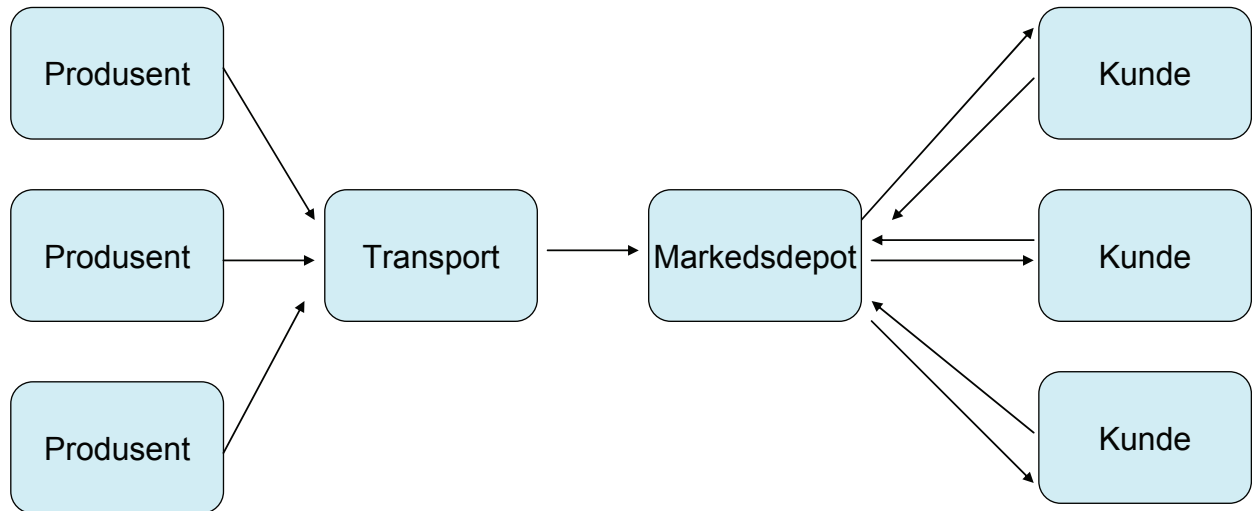 Produsent
Kunde
Produsent
Transport
Markedsdepot
Kunde
Produsent
Kunde